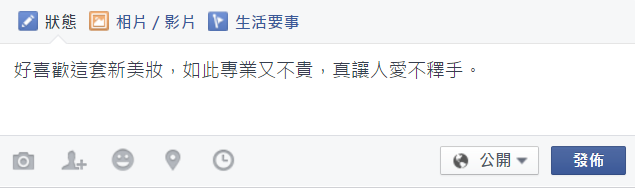 狀態 相片 / 影片 生活要事
好喜歡這套新美妝，如此專業又不貴，真讓人愛不釋手。
公開 發佈